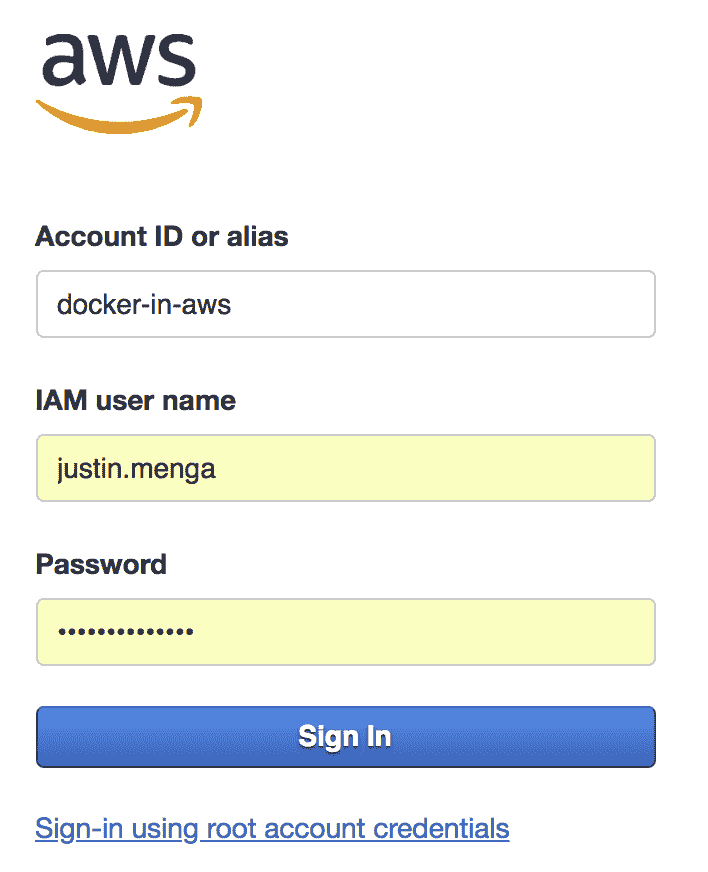 aws
Account ID or alias
docker-in-aws
IAM user name
justin.menga
Password
••••••••••••••
Sign In
Sign-in using root account credentials